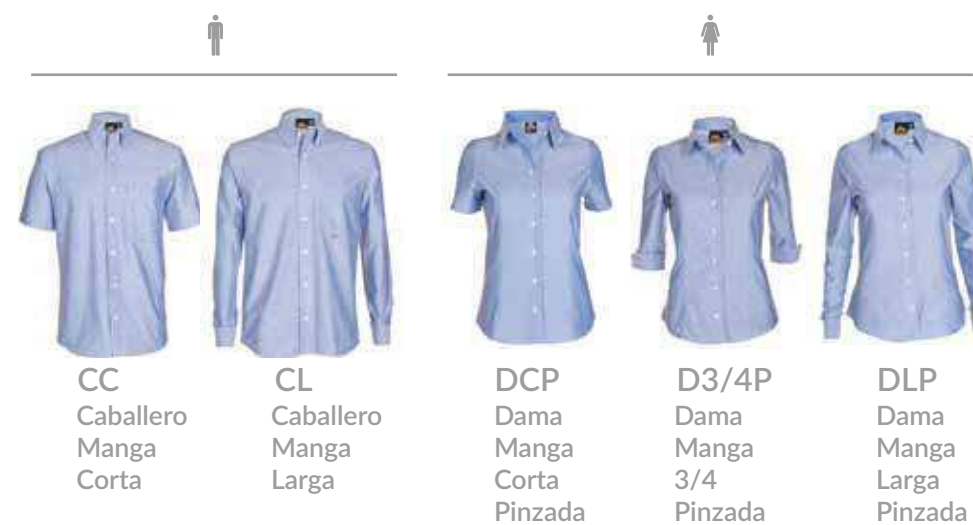 CC
Caballero
Manga
Corta
CL
Caballero
Manga
Larga
DCP
Dama
Manga
Corta
Pinzada
D3/4P
Dama
Manga
3/4
Pinzada
DLP
Dama
Manga
Larga
Pinzada